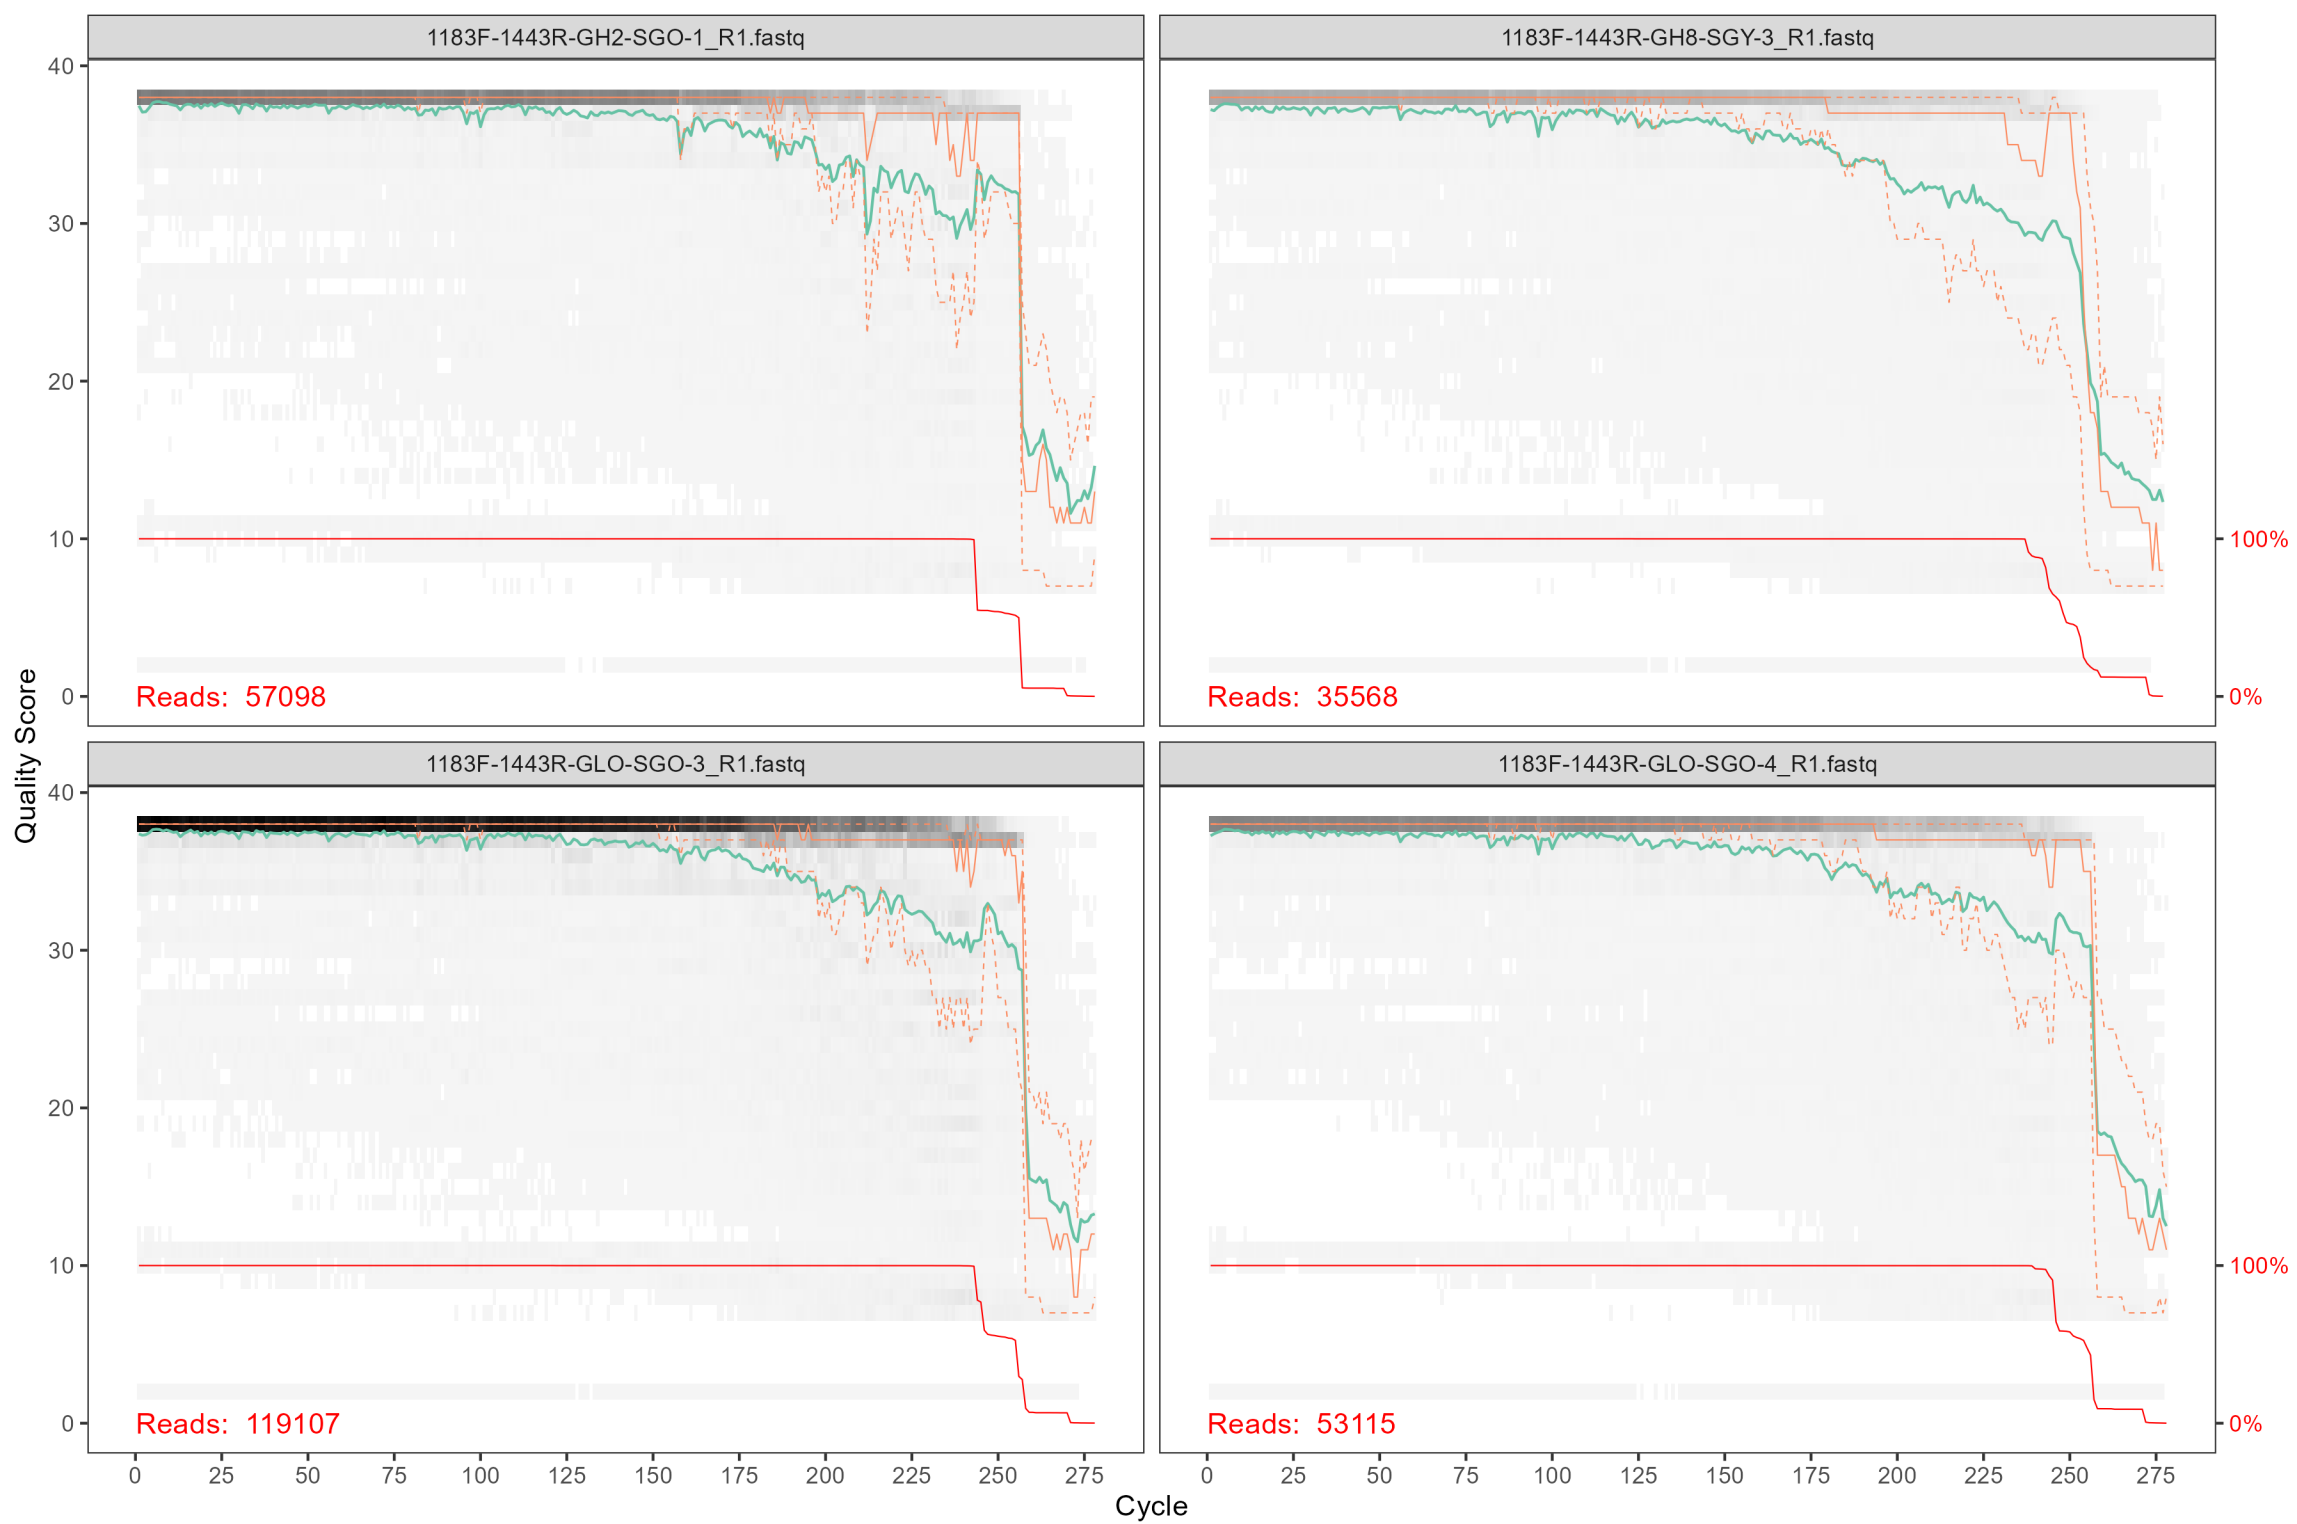 1183F-1443R-GH2-SGO-1_R1.fastq
1183F-1443R-GH8-SGY-3_R1.fastq
40
30
20
10
0
100%
0%
Reads: 57098
Reads: 35568
Quality Score
1183F-1443R-GLO-SGO-3_R1.fastq
1183F-1443R-GLO-SGO-4_R1.fastq
40
30
20
10
0
100%
0%
Reads: 119107
Reads: 53115
0 25 50 75 100 125 150 175 200 225 250 275
0 25 50 75 100 125 150 175 200 225 250 275
Cycle